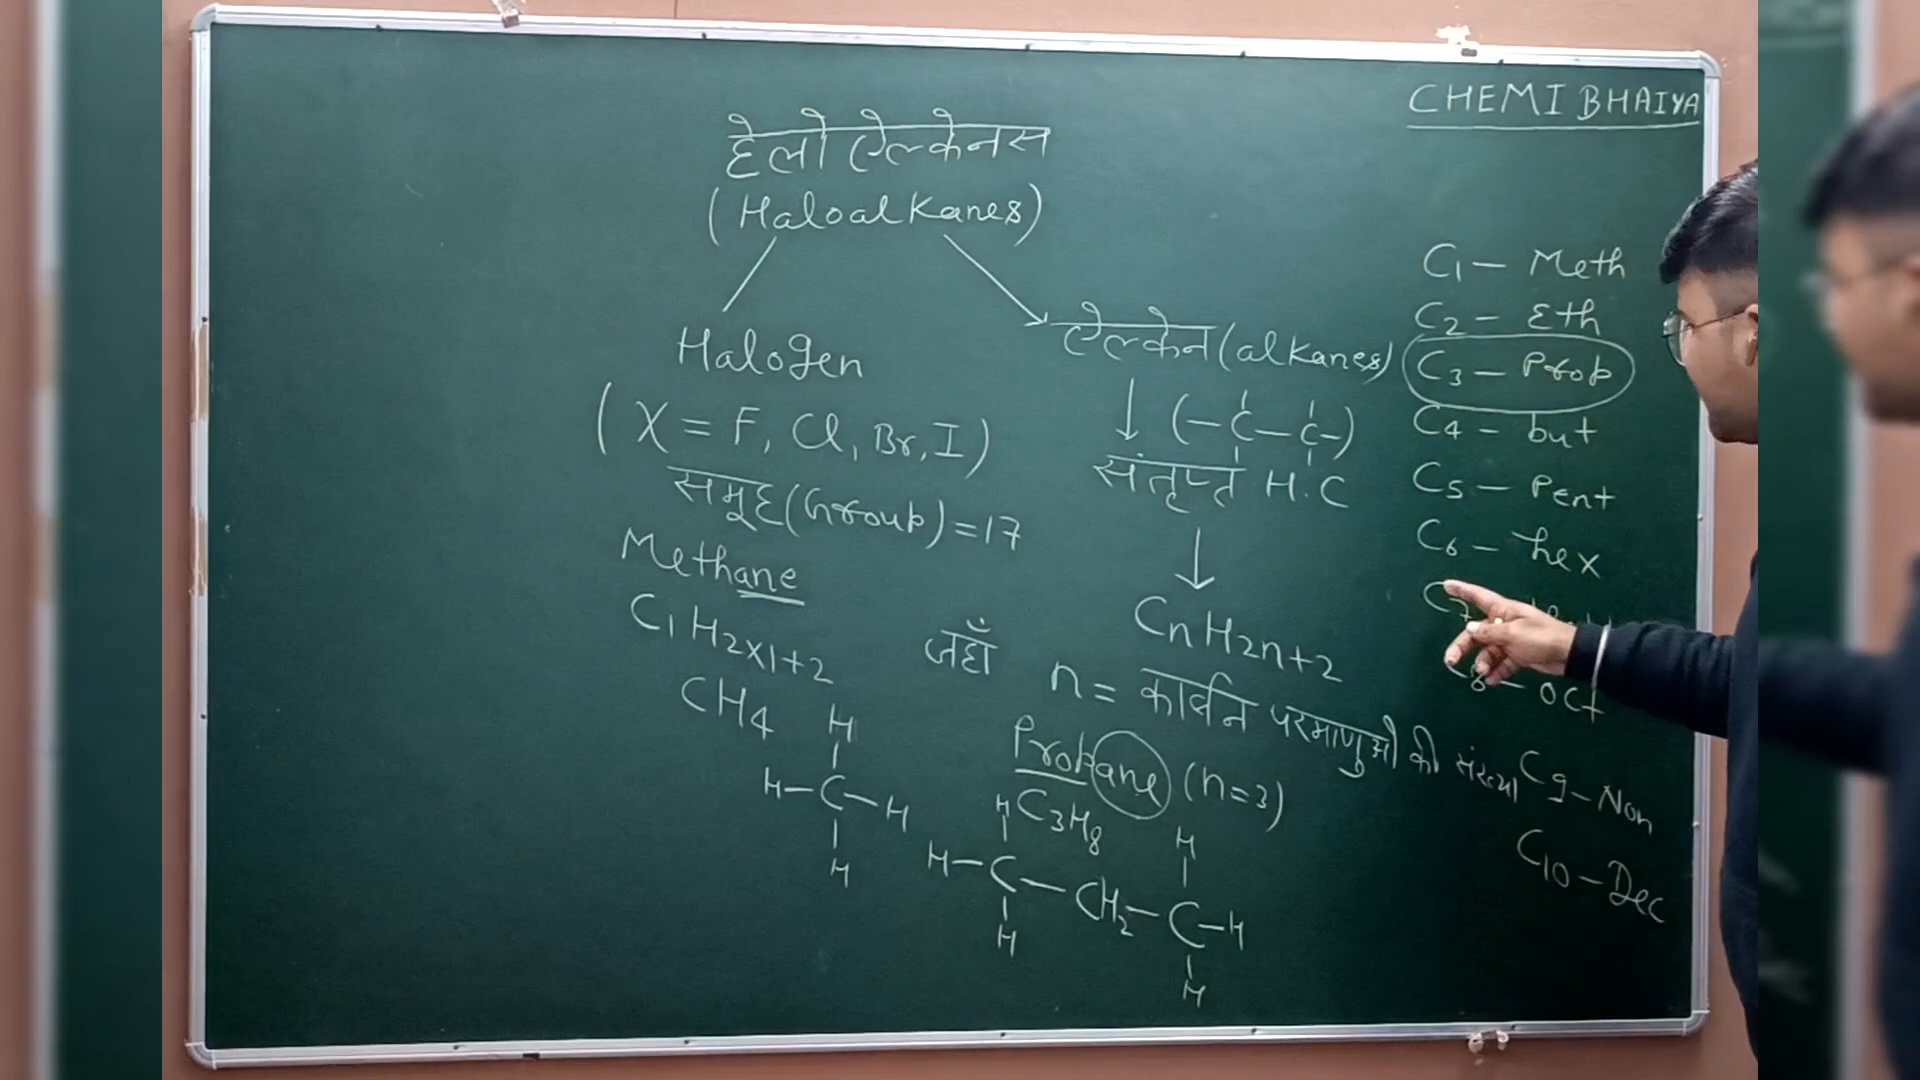 CHEMI BHAIYA
हेलो ऐल्केनस
(Haloalkanes)
Halogen
(X = F, Cl, Br, I)
समूह (Group) = 17
Methane
C1H2x1+2
CH4
H
H-C-H
H
ऐल्केन (alkanes)
(-C-C-)
संतृप्त H.C
CnH2n+2
जहाँ n = कार्बन परमाणुओ की संख्या
Propane (n=3)
C3H8
H H
H-C-CH2-C-H
H H
C1 - Meth
C2 - Eth
C3 - Prop
C4 - but
C5 - Pent
C6 - hex
C7
C8 - oct
C9 - Non
C10 - Dec